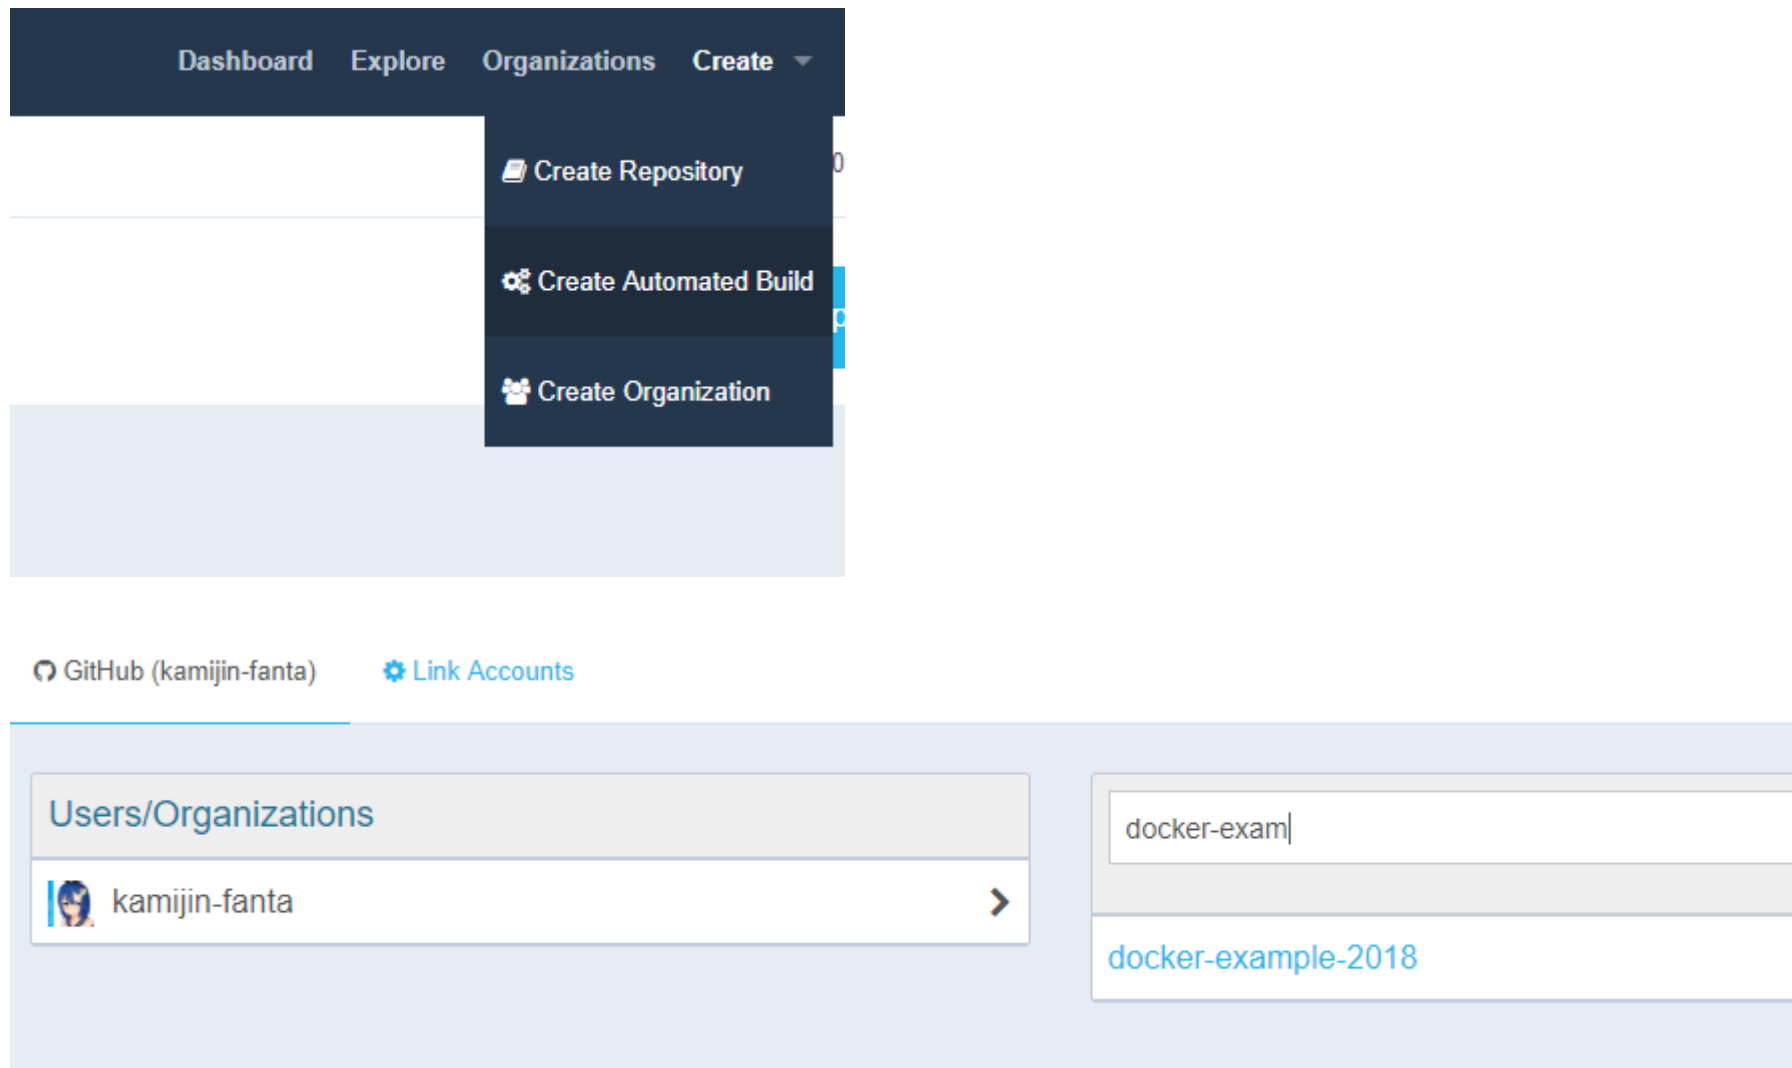 Dashboard Explore Organizations Create
Create Repository
0
Create Automated Build
Create Organization
GitHub (kamijin-fanta) Link Accounts
Users/Organizations
docker-exam
kamijin-fanta
docker-example-2018